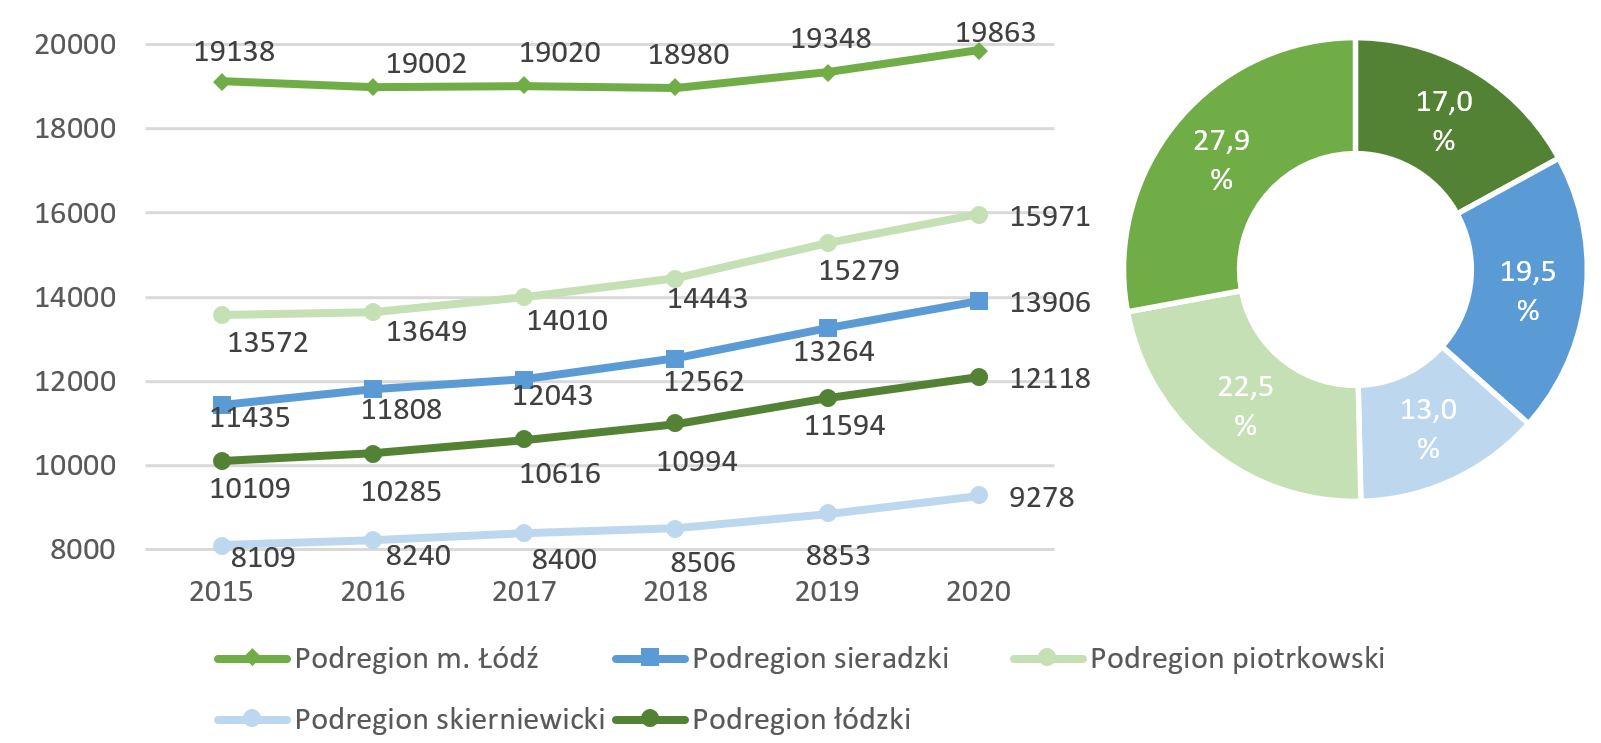 20000
18000
16000
14000
12000
10000
8000
19138 19002 19020 18980 19348 19863
13572 13649 14010 14443 15279 15971
11435 11808 12043 12562 13264 13906
10109 10285 10616 10994 11594 12118
8109 8240 8400 8506 8853 9278
2015 2016 2017 2018 2019 2020
Podregion m. Łódź Podregion sieradzki Podregion piotrkowski
Podregion skierniewicki Podregion łódzki
17,0
%
19,5
%
13,0
%
22,5
%
27,9
%